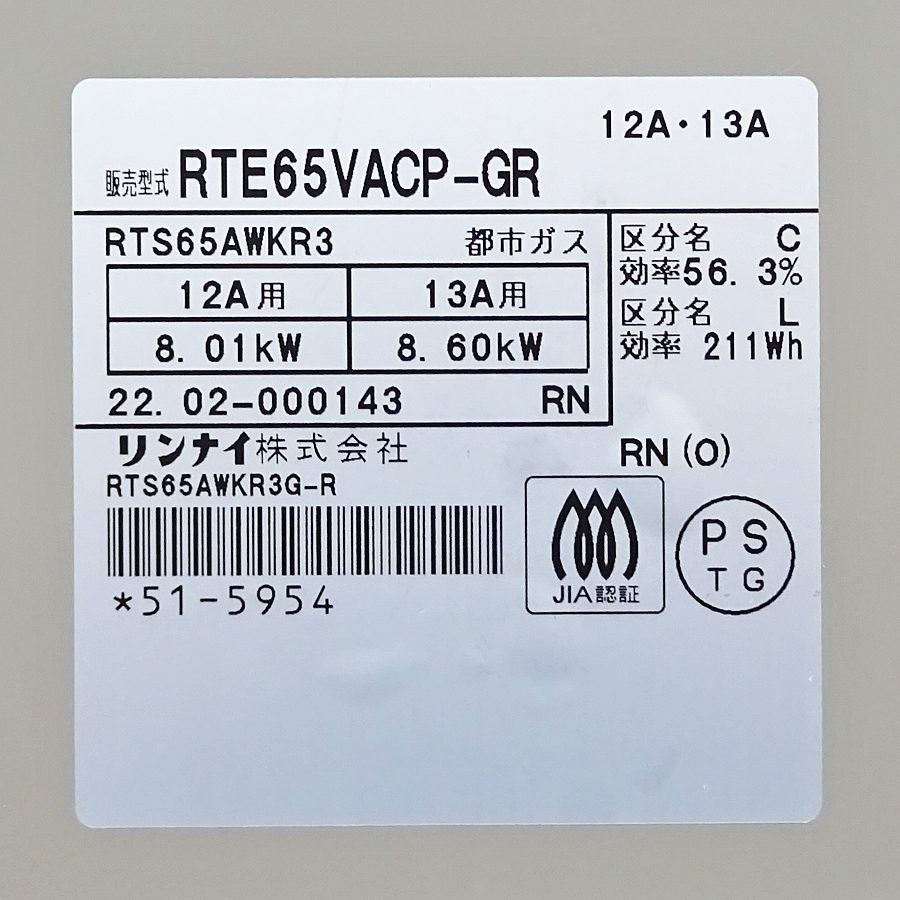 12A・13A
販売型式 RTE65VACP-GR
RTS65AWKR3 都市ガス
12A用 13A用
8.01kW 8.60kW
22.02-000143 RN
区分名 C
効率56.3%
区分名 L
効率 211Wh
リンナイ株式会社
RN(O)
RTS65AWKR3G-R
*51-5954
JIA認証
PS
TG